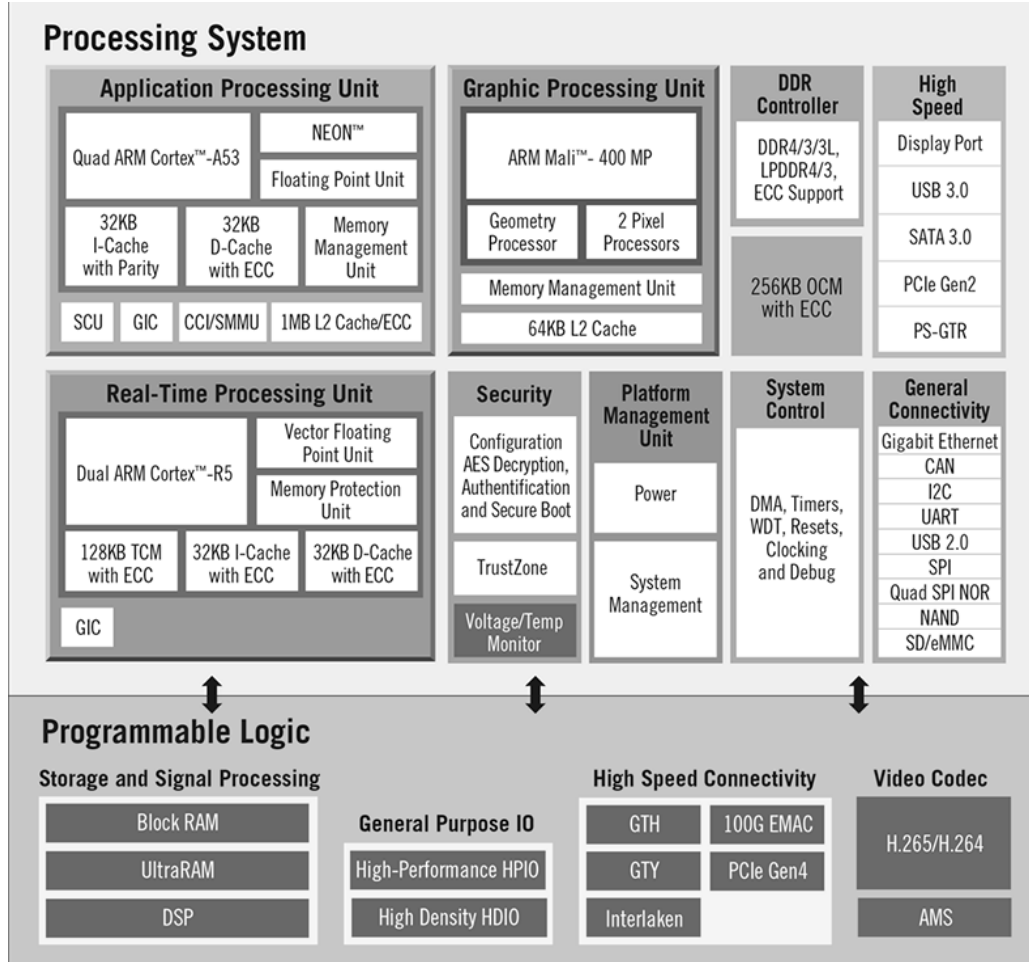 Processing System
Application Processing Unit
Quad ARM Cortex™-A53
NEON™
Floating Point Unit
32KB
I-Cache
with Parity
32KB
D-Cache
with ECC
Memory
Management
Unit
SCU
GIC
CCI/SMMU
1MB L2 Cache/ECC
Graphic Processing Unit
ARM Mali™- 400 MP
Geometry
Processor
2 Pixel
Processors
Memory Management Unit
64KB L2 Cache
DDR
Controller
DDR4/3/3L,
LPDDR4/3,
ECC Support
256KB OCM
with ECC
High
Speed
Display Port
USB 3.0
SATA 3.0
PCIe Gen2
PS-GTR
Real-Time Processing Unit
Dual ARM Cortex™-R5
Vector Floating
Point Unit
Memory Protection
Unit
128KB TCM
with ECC
32KB I-Cache
with ECC
32KB D-Cache
with ECC
GIC
Security
Configuration
AES Decryption,
Authentification
and Secure Boot
TrustZone
Voltage/Temp
Monitor
Platform
Management
Unit
Power
System
Management
System
Control
DMA, Timers,
WDT, Resets,
Clocking
and Debug
General
Connectivity
Gigabit Ethernet
CAN
I2C
UART
USB 2.0
SPI
Quad SPI NOR
NAND
SD/eMMC
Programmable Logic
Storage and Signal Processing
Block RAM
UltraRAM
DSP
General Purpose IO
High-Performance HPIO
High Density HDIO
High Speed Connectivity
GTH
100G EMAC
GTY
PCIe Gen4
Interlaken
Video Codec
H.265/H.264
AMS